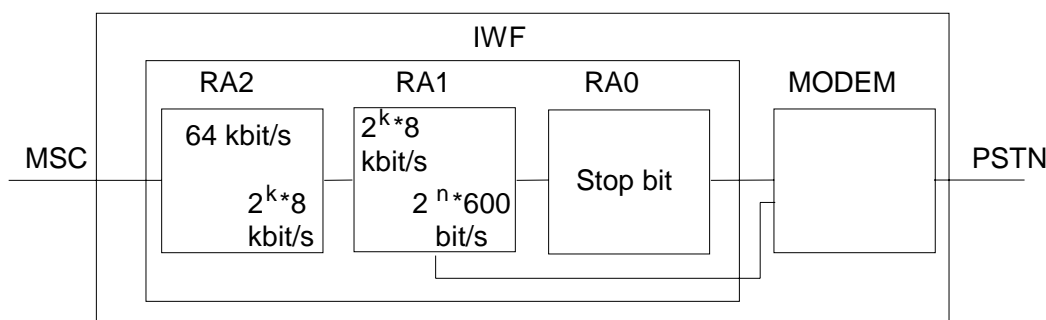 IWF
RA2
RA1
RA0
MODEM
MSC
PSTN
64 kbit/s
2^k*8
kbit/s
2^k*8
kbit/s
2^n*600
bit/s
Stop bit